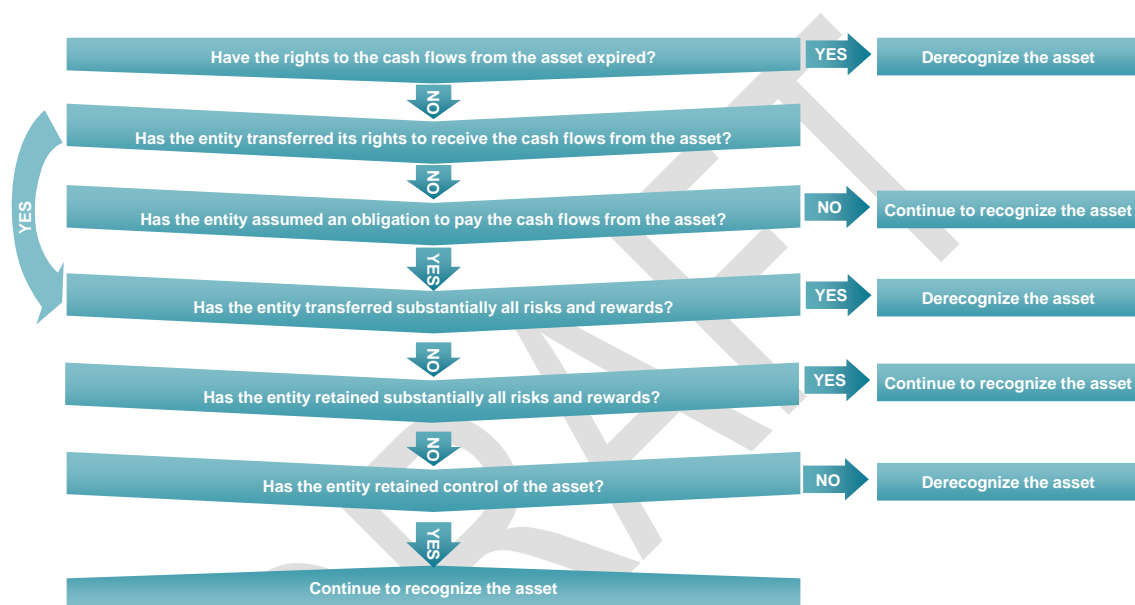 Have the rights to the cash flows from the asset expired?
YES
Derecognize the asset
NO
Has the entity transferred its rights to receive the cash flows from the asset?
YES
NO
Has the entity assumed an obligation to pay the cash flows from the asset?
NO
Continue to recognize the asset
YES
Has the entity transferred substantially all risks and rewards?
YES
Derecognize the asset
NO
Has the entity retained substantially all risks and rewards?
YES
Continue to recognize the asset
NO
Has the entity retained control of the asset?
NO
Derecognize the asset
YES
Continue to recognize the asset
RAFT